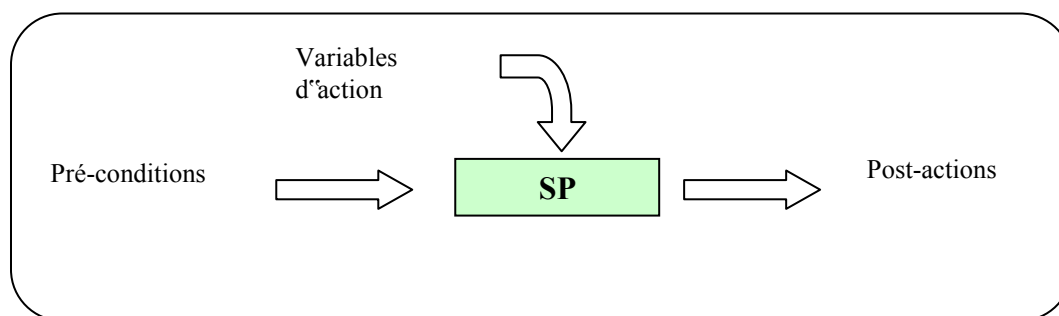 Variables
d‟action
Pré-conditions
SP
Post-actions